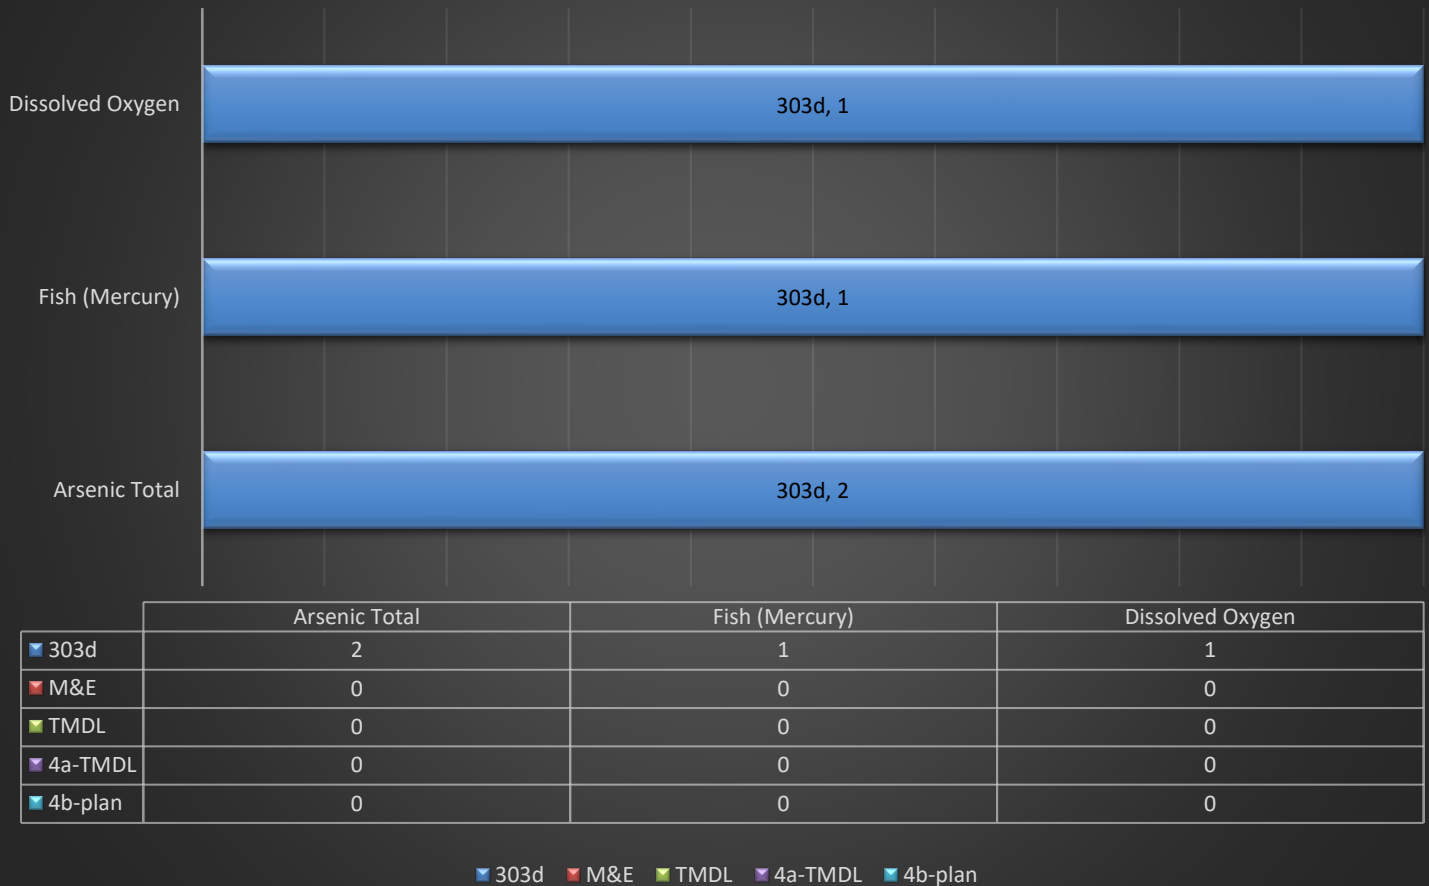 Dissolved Oxygen
303d, 1
Fish (Mercury)
303d, 1
Arsenic Total
303d, 2
Arsenic Total Fish (Mercury) Dissolved Oxygen
303d 2 1 1
M&E 0 0 0
TMDL 0 0 0
4a-TMDL 0 0 0
4b-plan 0 0 0
303d M&E TMDL 4a-TMDL 4b-plan